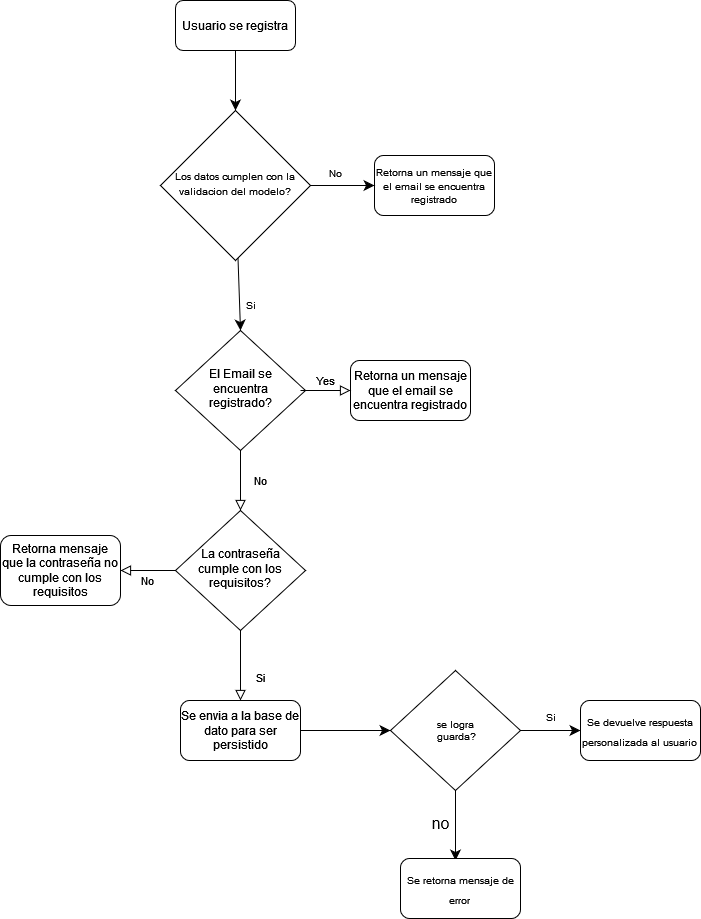 Usuario se registra
Los datos cumplen con la
validacion del modelo?
No
Retorna un mensaje que
el email se encuentra
registrado
Si
El Email se
encuentra
registrado?
Yes
Retorna un mensaje
que el email se
encuentra registrado
No
La contraseña
cumple con los
requisitos?
No
Retorna mensaje
que la contraseña no
cumple con los
requisitos
Si
Se envia a la base de
dato para ser
persistido
se logra
guarda?
Si
Se devuelve respuesta
personalizada al usuario
no
Se retorna mensaje de
error